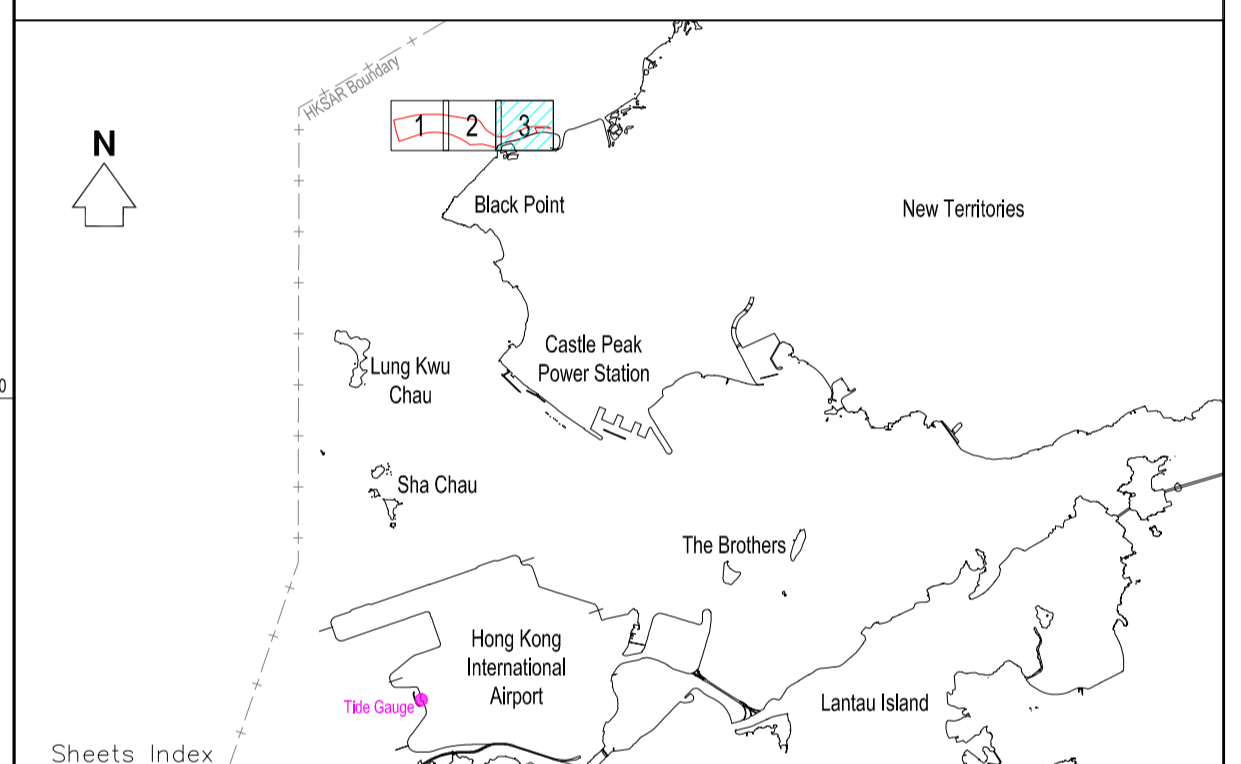 HKSAR Boundary
N
1
2
3
Black Point
New Territories
Castle Peak
Power Station
Lung Kwu
Chau
0
Sha Chau
The Brothers
Hong Kong
International
Airport
Tide Gauge
Lantau Island
Sheets Index